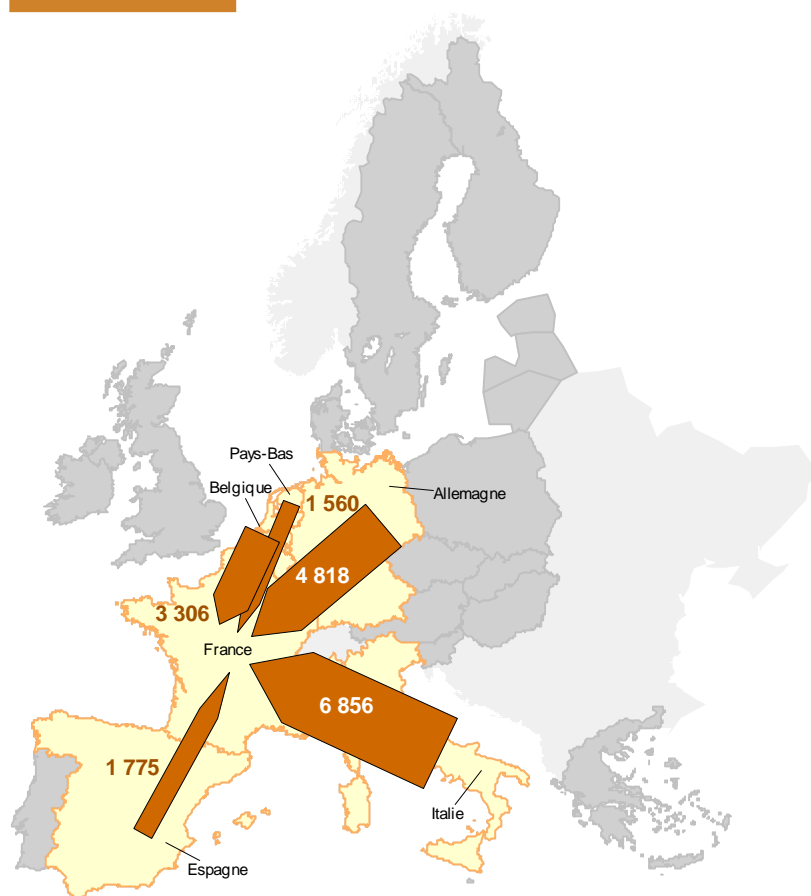 Pays-Bas
Belgique
1 560
Allemagne
4 818
3 306
France
6 856
1 775
Italie
Espagne